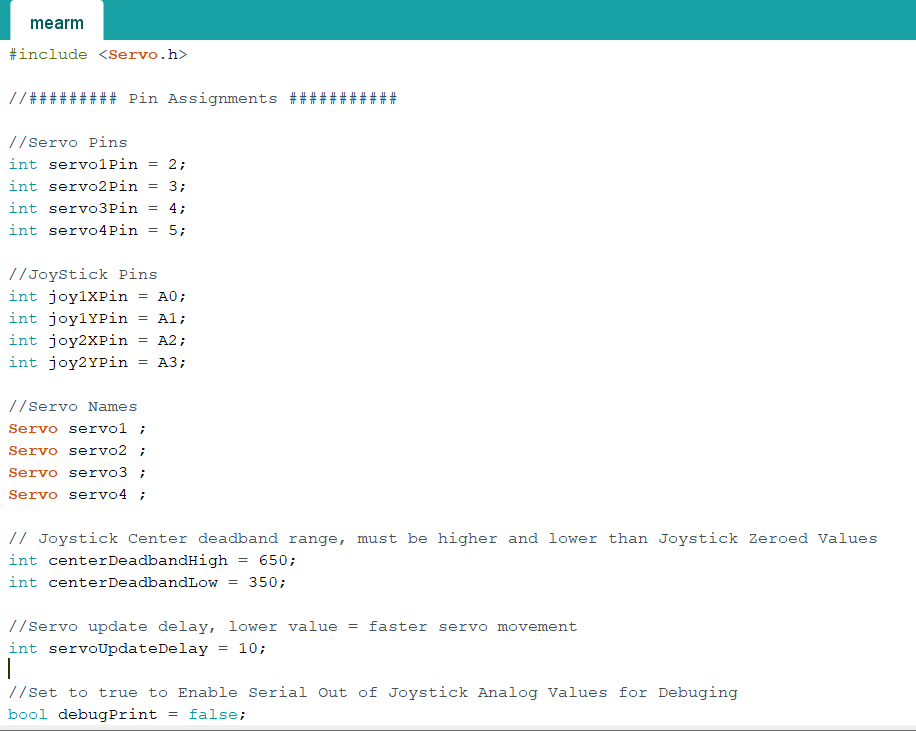 mearm
#include <Servo.h>
//######### Pin Assignments ###########
//Servo Pins
int servo1Pin = 2;
int servo2Pin = 3;
int servo3Pin = 4;
int servo4Pin = 5;
//JoyStick Pins
int joy1XPin = A0;
int joy1YPin = A1;
int joy2XPin = A2;
int joy2YPin = A3;
//Servo Names
Servo servo1 ;
Servo servo2 ;
Servo servo3 ;
Servo servo4 ;
// Joystick Center deadband range, must be higher and lower than Joystick Zeroed Values
int centerDeadbandHigh = 650;
int centerDeadbandLow = 350;
//Servo update delay, lower value = faster servo movement
int servoUpdateDelay = 10;
//Set to true to Enable Serial Out of Joystick Analog Values for Debuging
bool debugPrint = false;